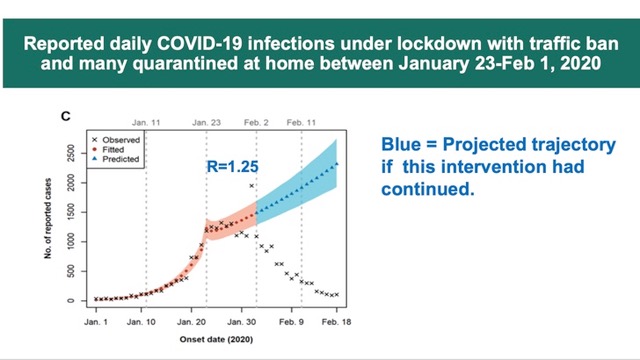 Reported daily COVID-19 infections under lockdown with traffic ban
and many quarantined at home between January 23-Feb 1, 2020
C
Jan. 11 Jan. 23 Feb. 2 Feb. 11
Observed
Fitted
Predicted
R=1.25
Blue = Projected trajectory
if this intervention had
continued.
No. of reported cases
2500
2000
1500
1000
500
0
Jan. 1 Jan. 10 Jan. 20 Jan. 30 Feb. 9 Feb. 18
Onset date (2020)